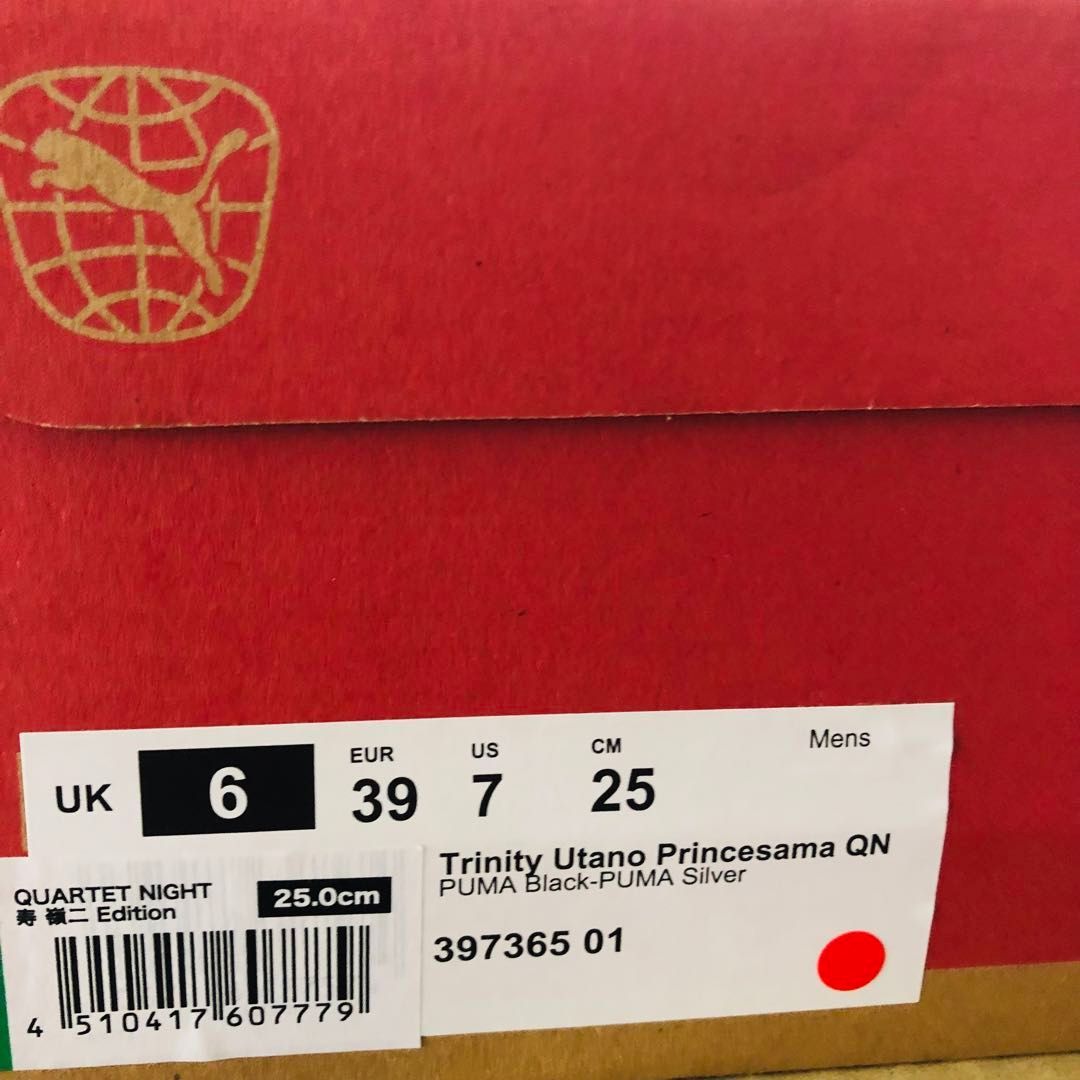 Mens
UK 6 EUR 39 US 7 CM 25
Trinity Utano Princesama QN
PUMA Black-PUMA Silver
397365 01
QUARTET NIGHT
寿 嶺二 Edition
25.0cm
4 510417 607779